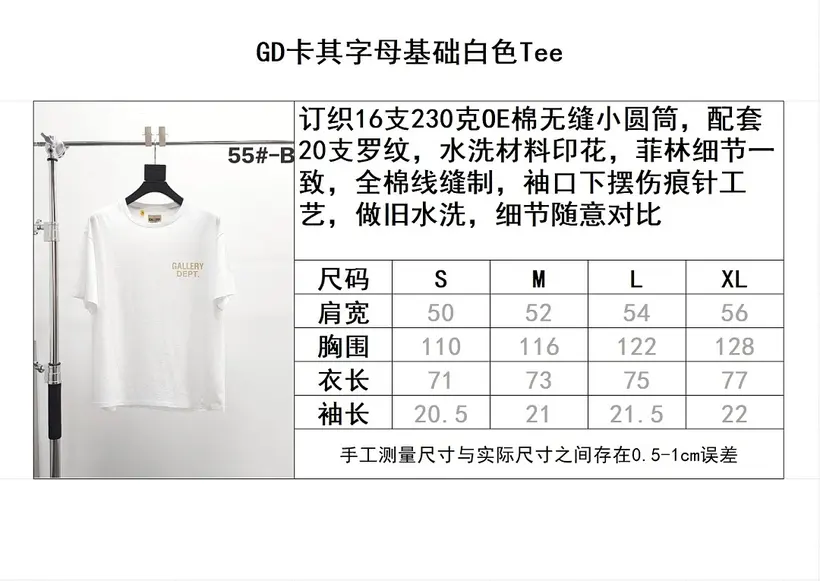 GD卡其字母基础白色Tee
订织16支230克OE棉无缝小圆筒，配套
20支罗纹，水洗材料印花，菲林细节一
致，全棉线缝制，袖口下摆伤痕针工
艺，做旧水洗，细节随意对比
55#-B
GALLERY
DEPT.
尺码 S M L XL
肩宽 50 52 54 56
胸围 110 116 122 128
衣长 71 73 75 77
袖长 20.5 21 21.5 22
手工测量尺寸与实际尺寸之间存在0.5-1cm误差